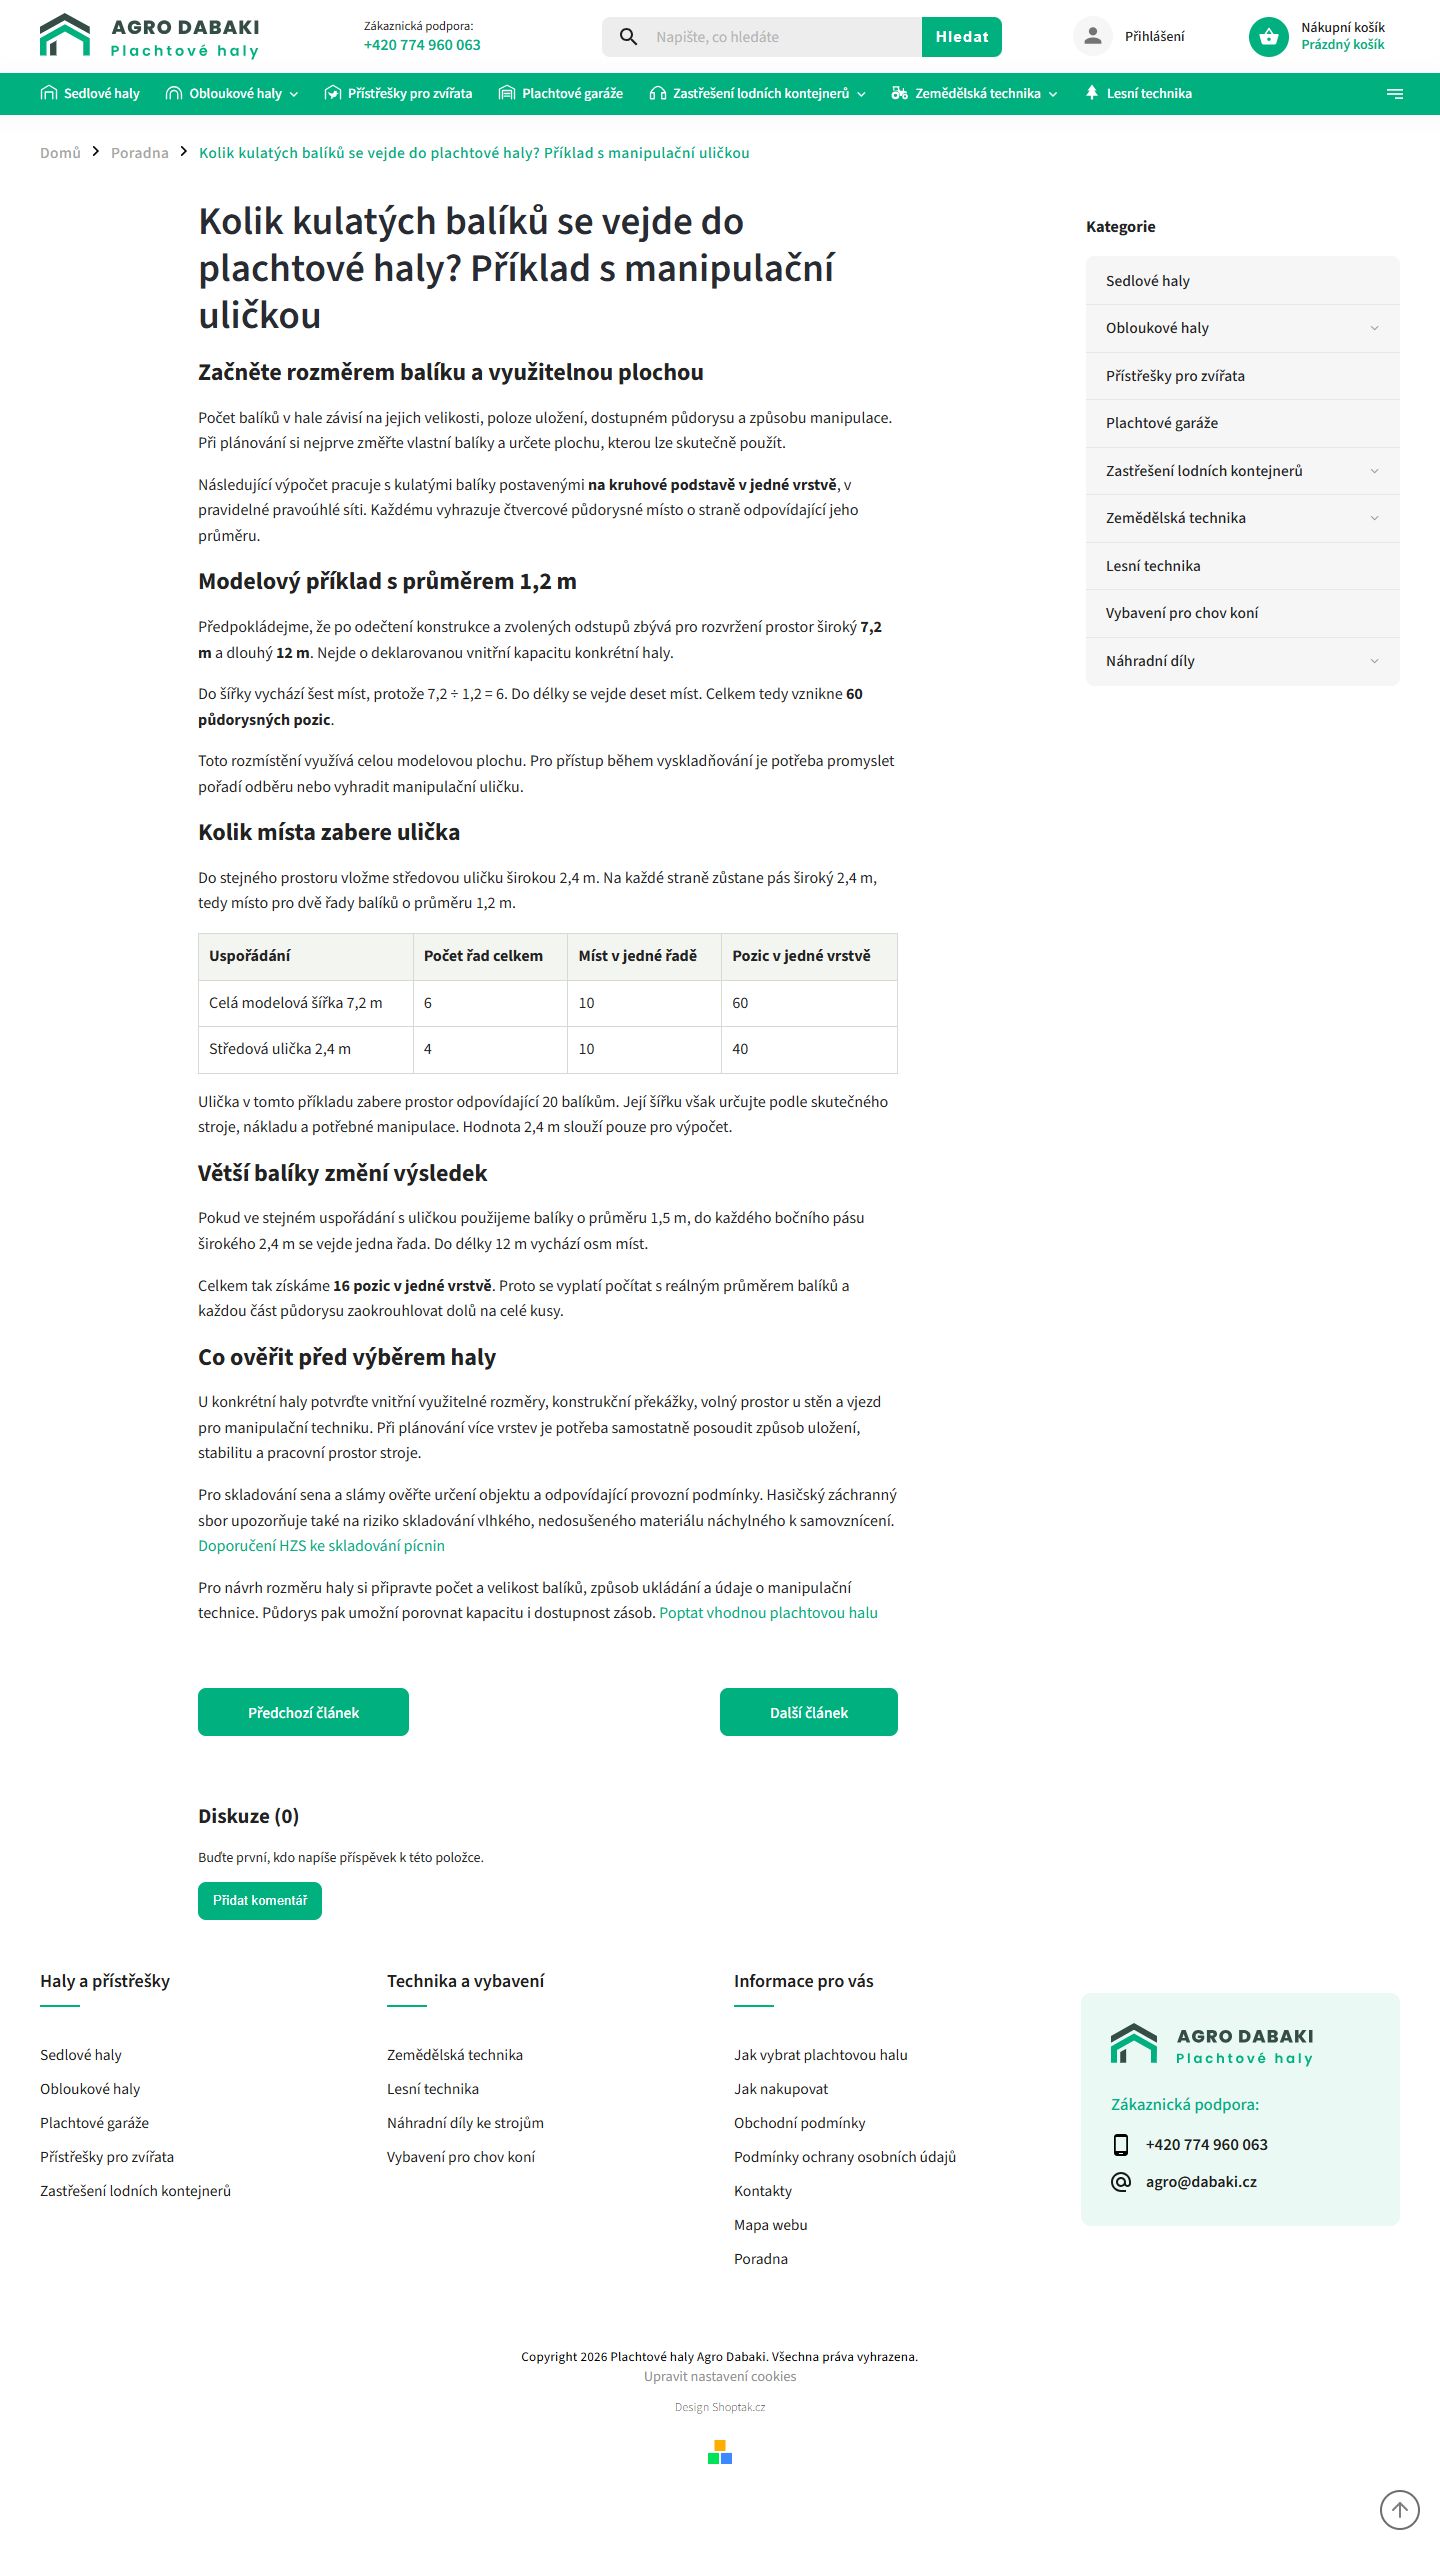 AGRO DABAKI
Plachtové haly
Zákaznická podpora:
+420 774 960 063
Napište, co hledáte
Hledat
Přihlášení
Nákupní košík
Prázdný košík
Sedlové haly
Obloukové haly
Přístřešky pro zvířata
Plachtové garáže
Zastřešení lodních kontejnerů
Zemědělská technika
Lesní technika
Domů
Poradna
Kolik kulatých balíků se vejde do plachtové haly? Příklad s manipulační uličkou
Kolik kulatých balíků se vejde do
plachtové haly? Příklad s manipulační
uličkou
Začněte rozměrem balíku a využitelnou plochou
Počet balíků v hale závisí na jejich velikosti, poloze uložení, dostupném půdorysu a způsobu manipulace.
Při plánování si nejprve změřte vlastní balíky a určete plochu, kterou lze skutečně použít.
Následující výpočet pracuje s kulatými balíky postavenými na kruhové podstavě v jedné vrstvě, v
pravidelné pravoúhlé síti. Každému vyhrazuje čtvercové půdorysné místo o straně odpovídající jeho
průměru.
Modelový příklad s průměrem 1,2 m
Předpokládejme, že po odečtení konstrukce a zvolených odstupů zbývá pro rozvržení prostor široký 7,2
m a dlouhý 12 m. Nejde o deklarovanou vnitřní kapacitu konkrétní haly.
Do šířky vychází šest míst, protože 7,2 ÷ 1,2 = 6. Do délky se vejde deset míst. Celkem tedy vznikne 60
půdorysných pozic.
Toto rozmístění využívá celou modelovou plochu. Pro přístup během vyskladňování je potřeba promyslet
pořadí odběru nebo vyhradit manipulační uličku.
Kolik místa zabere ulička
Do stejného prostoru vložme středovou uličku širokou 2,4 m. Na každé straně zůstane pás široký 2,4 m,
tedy místo pro dvě řady balíků o průměru 1,2 m.
Uspořádání
Počet řad celkem
Míst v jedné řadě
Pozic v jedné vrstvě
Celá modelová šířka 7,2 m
6
10
60
Středová ulička 2,4 m
4
10
40
Ulička v tomto příkladu zabere prostor odpovídající 20 balíkům. Její šířku však určujte podle skutečného
stroje, nákladu a potřebné manipulace. Hodnota 2,4 m slouží pouze pro výpočet.
Větší balíky změní výsledek
Pokud ve stejném uspořádání s uličkou použijeme balíky o průměru 1,5 m, do každého bočního pásu
širokého 2,4 m se vejde jedna řada. Do délky 12 m vychází osm míst.
Celkem tak získáme 16 pozic v jedné vrstvě. Proto se vyplatí počítat s reálným průměrem balíků a
každou část půdorysu zaokrouhlovat dolů na celé kusy.
Co ověřit před výběrem haly
U konkrétní haly potvrďte vnitřní využitelné rozměry, konstrukční překážky, volný prostor u stěn a vjezd
pro manipulační techniku. Při plánování více vrstev je potřeba samostatně posoudit způsob uložení,
stabilitu a pracovní prostor stroje.
Pro skladování sena a slámy ověřte určení objektu a odpovídající provozní podmínky. Hasičský záchranný
sbor upozorňuje také na riziko skladování vlhkého, nedosušeného materiálu náchylného k samovznícení.
Doporučení HZS ke skladování pícnin
Pro návrh rozměru haly si připravte počet a velikost balíků, způsob ukládání a údaje o manipulační
technice. Půdorys pak umožní porovnat kapacitu i dostupnost zásob. Poptat vhodnou plachtovou halu
Předchozí článek
Další článek
Diskuze (0)
Buďte první, kdo napíše příspěvek k této položce.
Přidat komentář
Kategorie
Sedlové haly
Obloukové haly
Přístřešky pro zvířata
Plachtové garáže
Zastřešení lodních kontejnerů
Zemědělská technika
Lesní technika
Vybavení pro chov koní
Náhradní díly
Haly a přístřešky
Sedlové haly
Obloukové haly
Plachtové garáže
Přístřešky pro zvířata
Zastřešení lodních kontejnerů
Technika a vybavení
Zemědělská technika
Lesní technika
Náhradní díly ke strojům
Vybavení pro chov koní
Informace pro vás
Jak vybrat plachtovou halu
Jak nakupovat
Obchodní podmínky
Podmínky ochrany osobních údajů
Kontakty
Mapa webu
Poradna
AGRO DABAKI
Plachtové haly
Zákaznická podpora:
+420 774 960 063
agro@dabaki.cz
Copyright 2026 Plachtové haly Agro Dabaki. Všechna práva vyhrazena.
Upravit nastavení cookies
Design Shoptak.cz